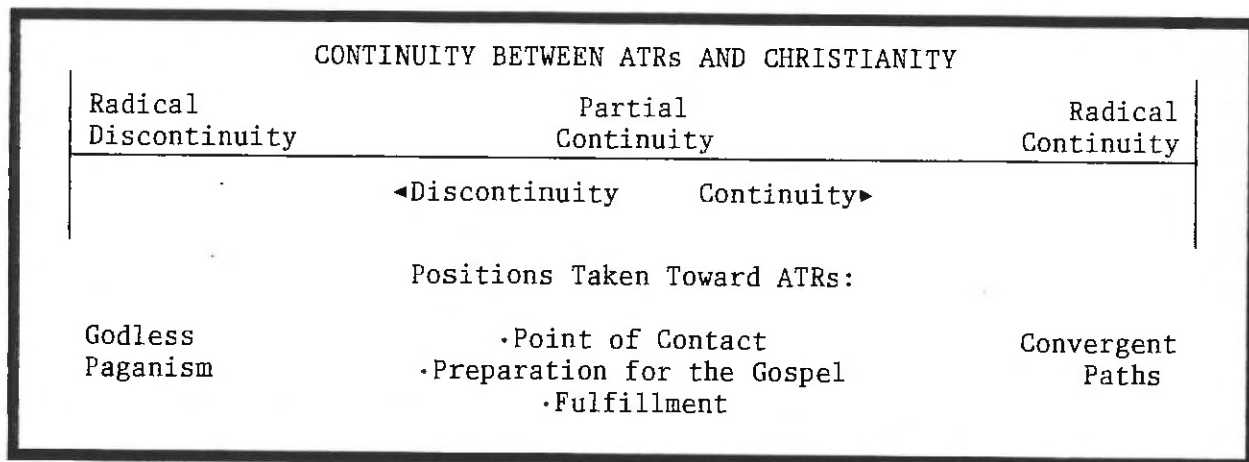 CONTINUITY BETWEEN ATRs AND CHRISTIANITY
Radical Partial Radical
Discontinuity Continuity Continuity
◄Discontinuity Continuity►
Positions Taken Toward ATRs:
Godless ·Point of Contact Convergent
Paganism ·Preparation for the Gospel Paths
·Fulfillment